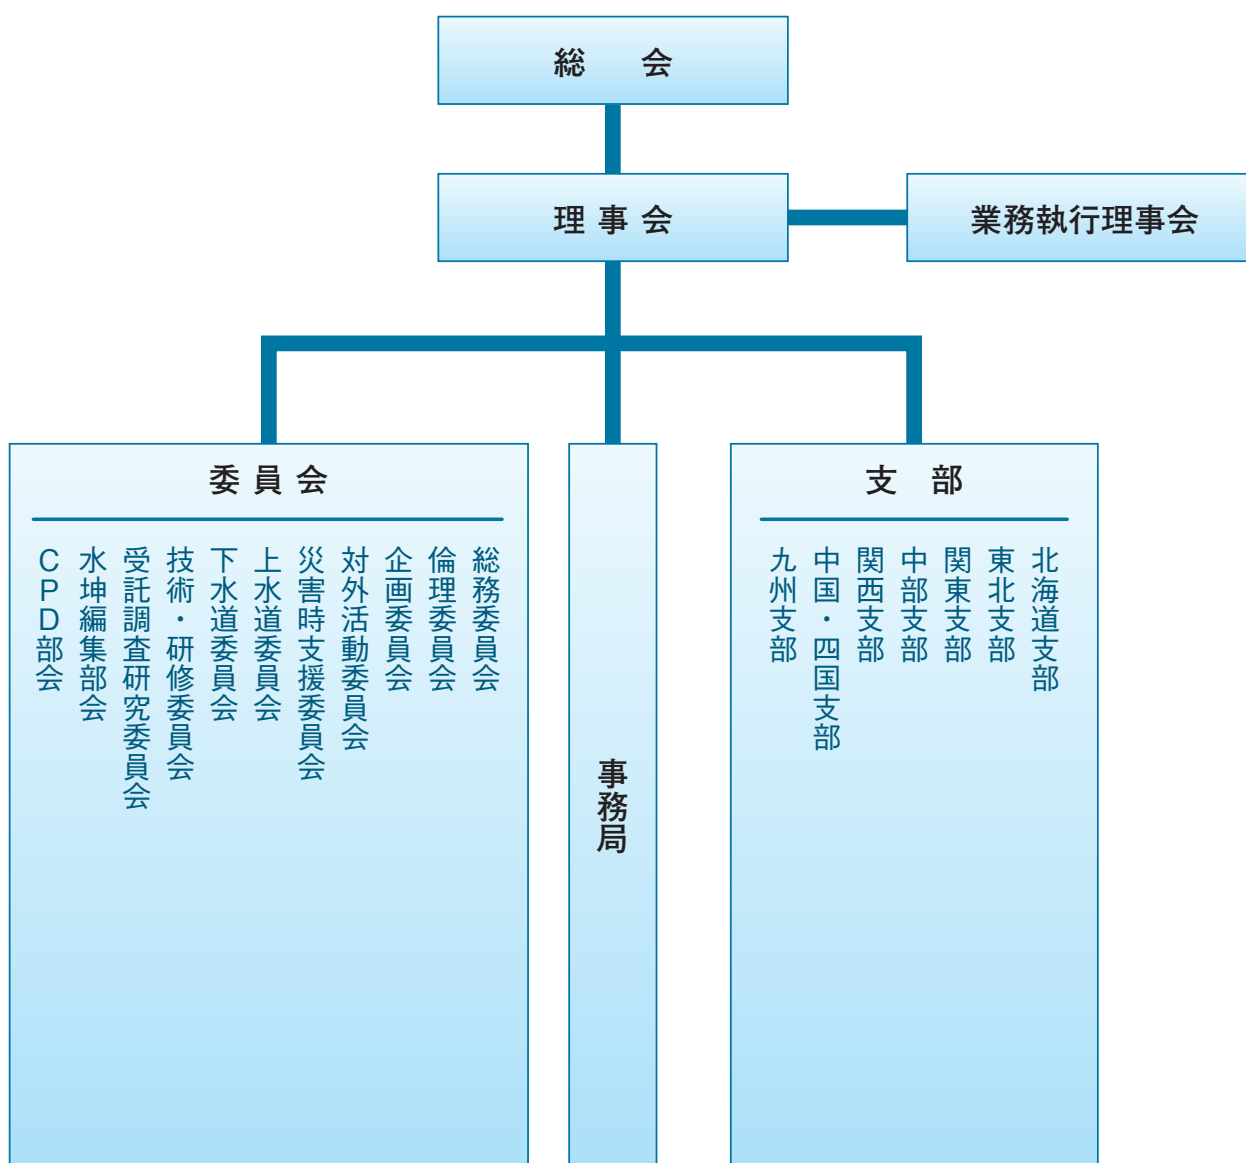 総 会
理事会
業務執行理事会
委員会
総務委員会
倫理委員会
企画委員会
対外活動委員会
災害時支援委員会
上水道委員会
下水道委員会
技術・研修委員会
受託調査研究委員会
水坤編集部会
CPD部会
事務局
支 部
北海道支部
東北支部
関東支部
中部支部
関西支部
中国・四国支部
九州支部